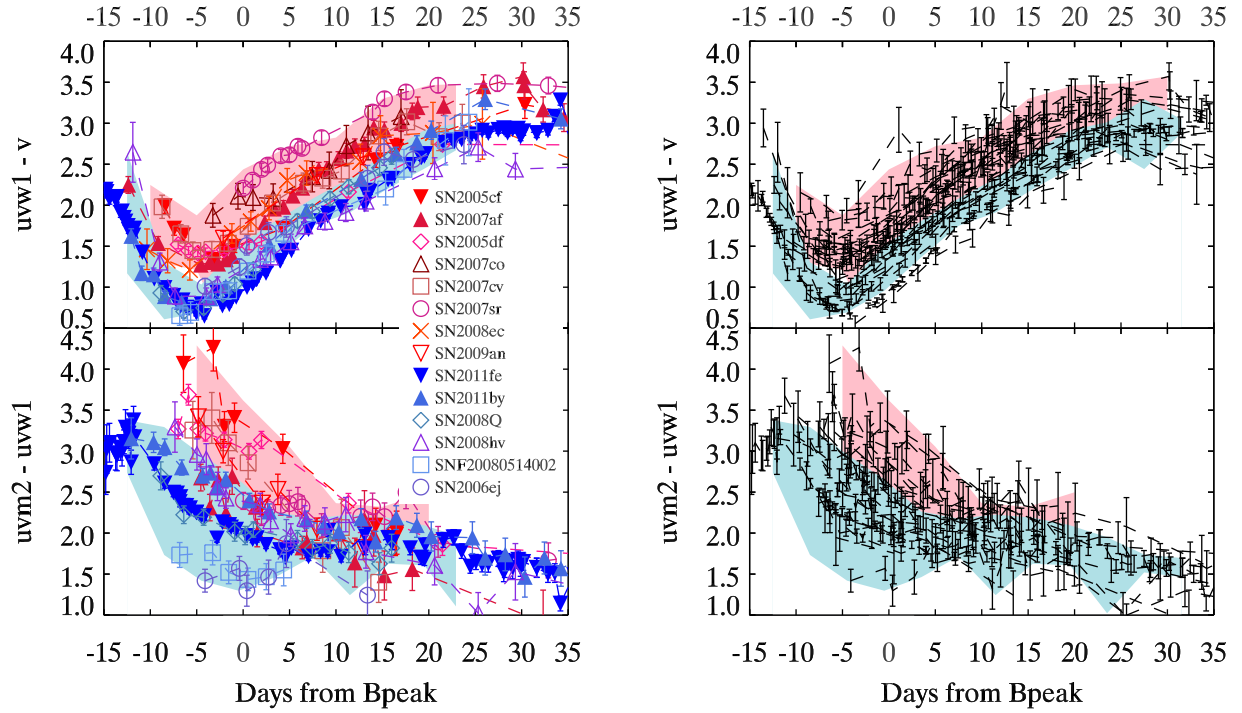 -15 -10 -5 0 5 10 15 20 25 30 35
-15 -10 -5 0 5 10 15 20 25 30 35
4.0
3.5
3.0
2.5
2.0
1.5
1.0
0.5
uvw1 - v
4.0
3.5
3.0
2.5
2.0
1.5
1.0
0.5
uvw1 - v
SN2005cf
SN2007af
SN2005df
SN2007co
SN2007cv
SN2007sr
SN2008ec
SN2009an
SN2011fe
SN2011by
SN2008Q
SN2008hv
SNF20080514002
SN2006ej
4.5
4.0
3.5
3.0
2.5
2.0
1.5
1.0
uvm2 - uvw1
4.5
4.0
3.5
3.0
2.5
2.0
1.5
1.0
uvm2 - uvw1
-15 -10 -5 0 5 10 15 20 25 30 35
-15 -10 -5 0 5 10 15 20 25 30 35
Days from Bpeak
Days from Bpeak